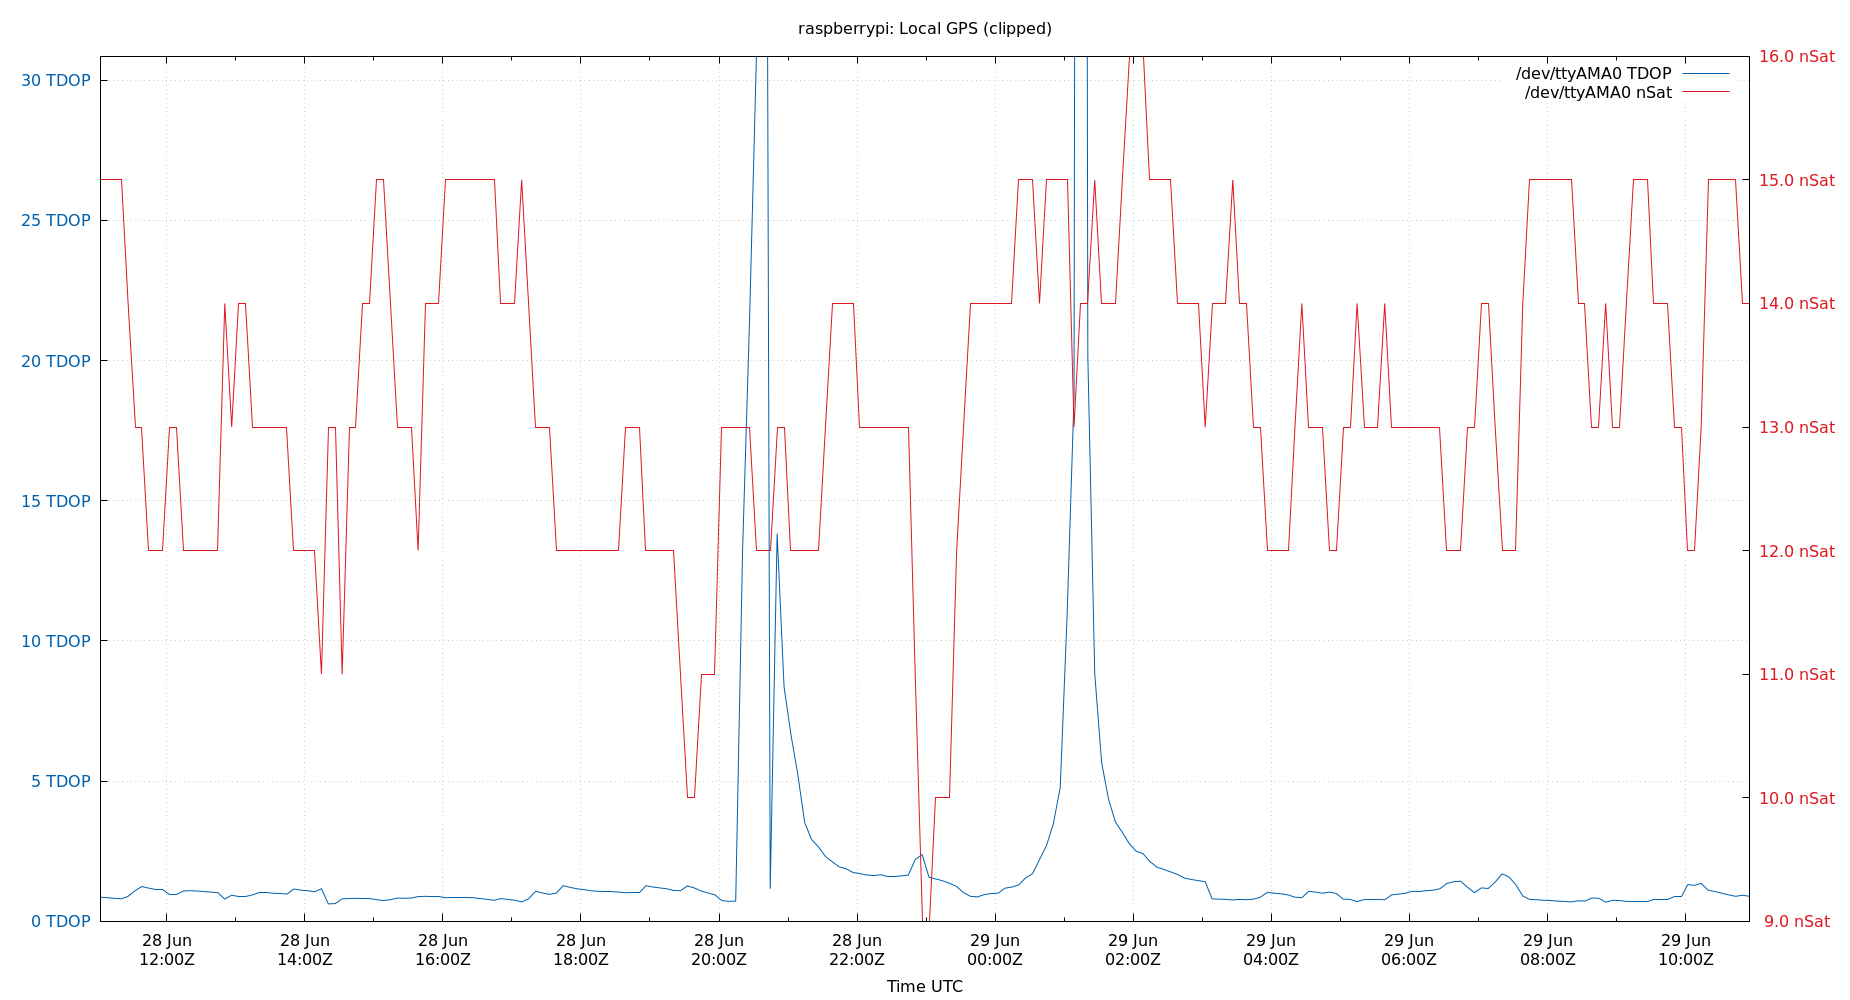 raspberrypi: Local GPS (clipped)
/dev/ttyAMA0 TDOP
/dev/ttyAMA0 nSat
30 TDOP
25 TDOP
20 TDOP
15 TDOP
10 TDOP
5 TDOP
0 TDOP
16.0 nSat
15.0 nSat
14.0 nSat
13.0 nSat
12.0 nSat
11.0 nSat
10.0 nSat
9.0 nSat
28 Jun
12:00Z
28 Jun
14:00Z
28 Jun
16:00Z
28 Jun
18:00Z
28 Jun
20:00Z
28 Jun
22:00Z
29 Jun
00:00Z
29 Jun
02:00Z
29 Jun
04:00Z
29 Jun
06:00Z
29 Jun
08:00Z
29 Jun
10:00Z
Time UTC